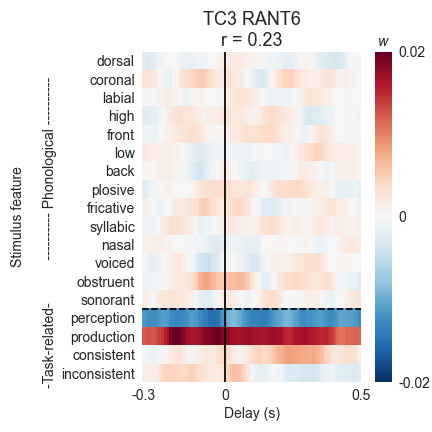 TC3 RANT6
r = 0.23
w
dorsal
coronal
labial
high
front
low
back
plosive
fricative
syllabic
nasal
voiced
obstruent
sonorant
perception
production
consistent
inconsistent
Stimulus feature
----------- Phonological -----------
-Task-related-
-0.3
0
0.5
Delay (s)
0.02
0
-0.02